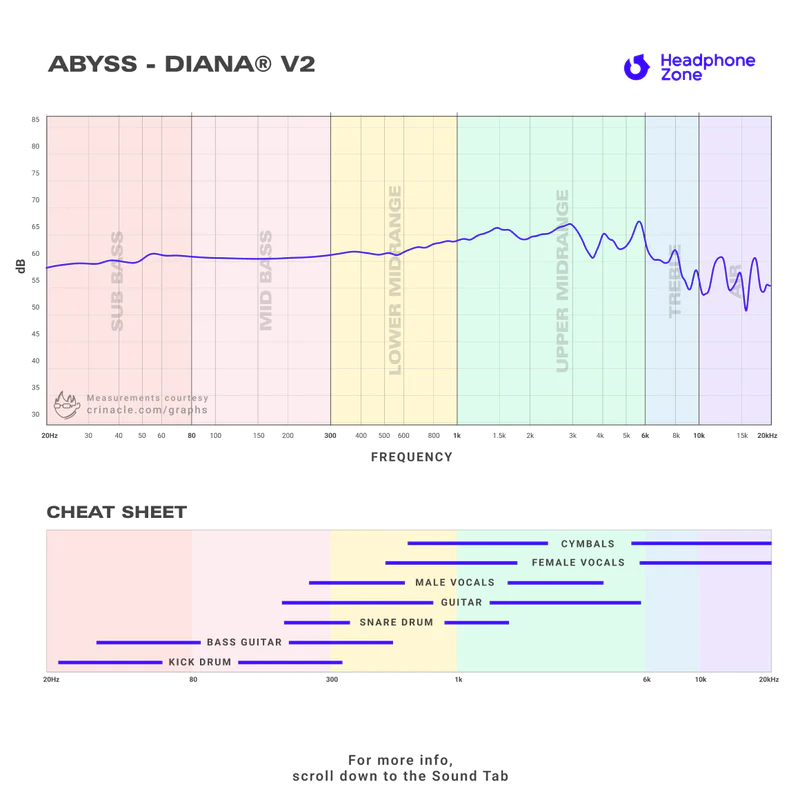 ABYSS - DIANA® V2
Headphone
Zone
85
80
75
70
65
60
55
50
45
40
35
30
dB
SUB BASS
MID BASS
LOWER MIDRANGE
UPPER MIDRANGE
TREBLE
AIR
Measurements courtesy
crinacle.com/graphs
20Hz 30 40 50 60 80 100 150 200 300 400 500 600 800 1k 1.5k 2k 3k 4k 5k 6k 8k 10k 15k 20kHz
FREQUENCY
CHEAT SHEET
CYMBALS
FEMALE VOCALS
MALE VOCALS
GUITAR
SNARE DRUM
BASS GUITAR
KICK DRUM
20Hz 80 300 1k 6k 10k 20kHz
For more info,
scroll down to the Sound Tab